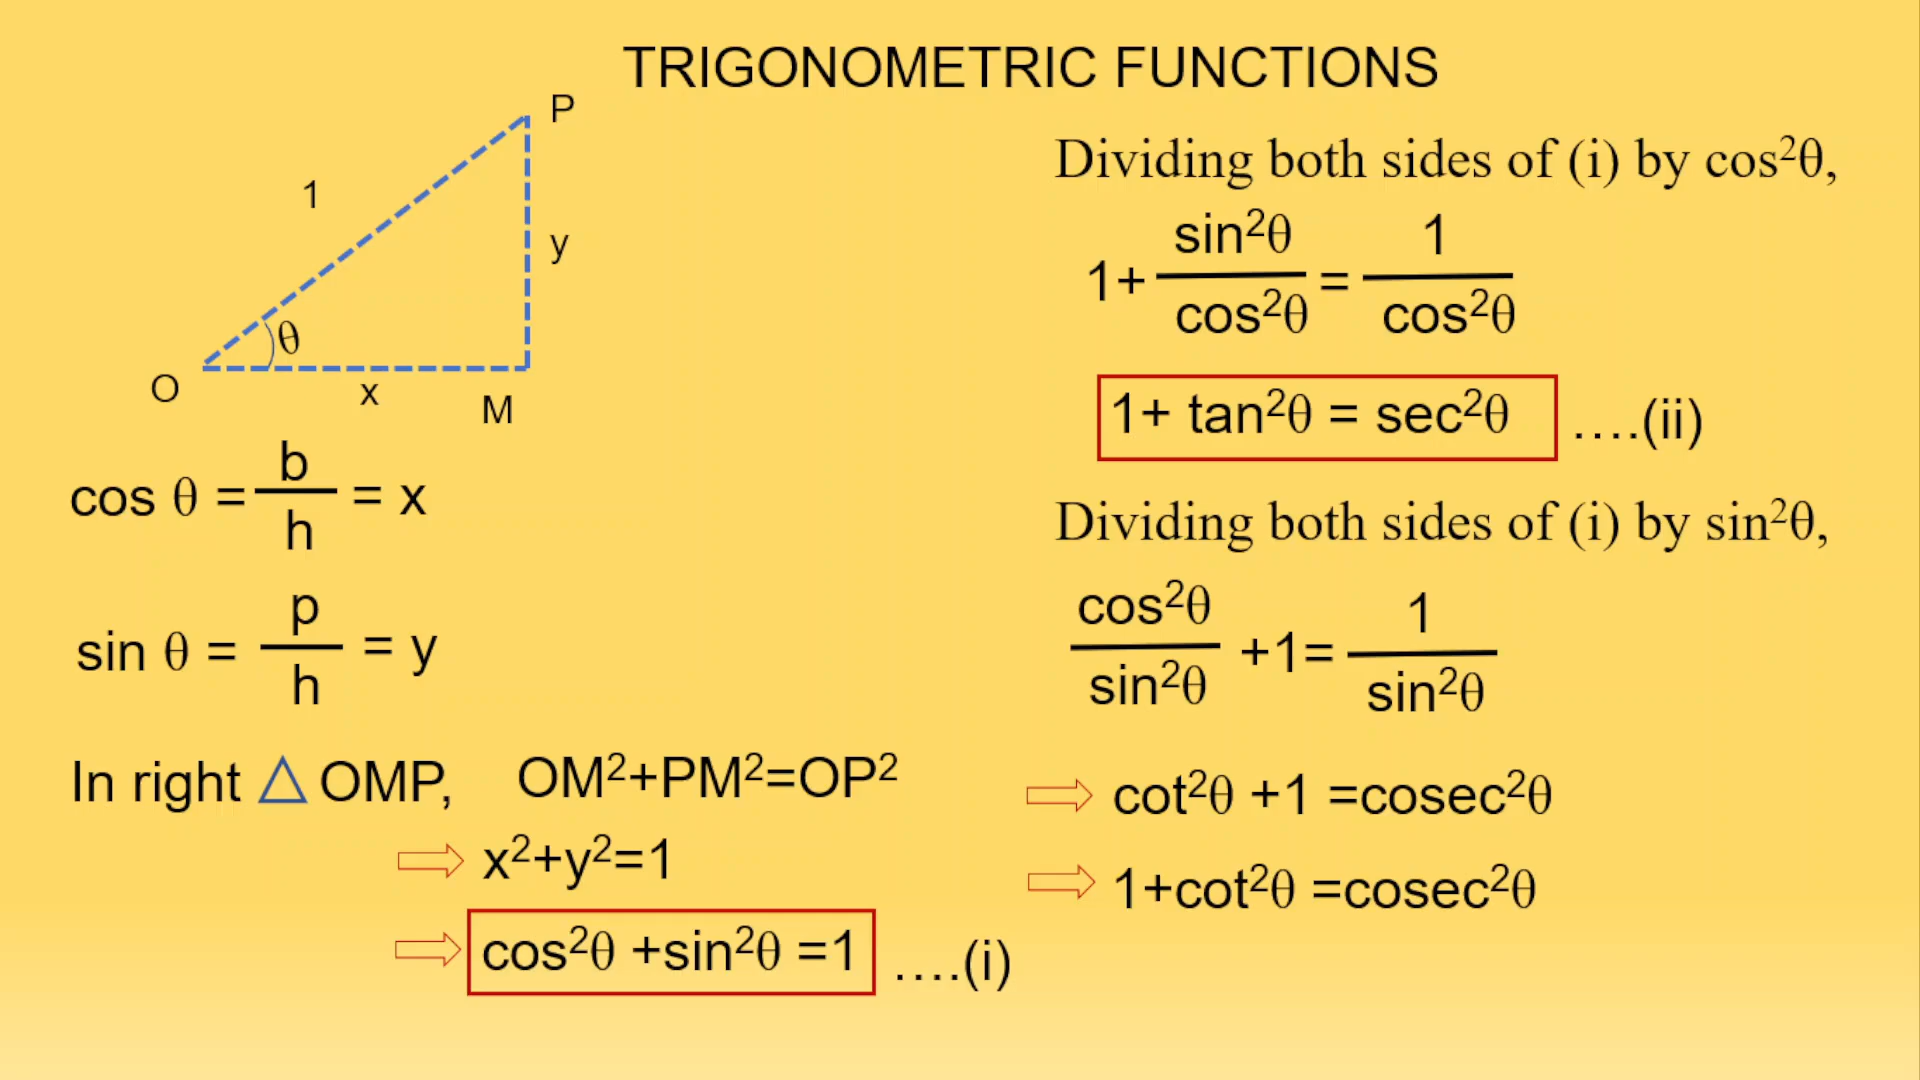 TRIGONOMETRIC FUNCTIONS
P
1
y
θ
O
x
M
cos θ = b/h = x
sin θ = p/h = y
In right △ OMP, OM²+PM²=OP²
⇨ x²+y²=1
⇨ cos²θ +sin²θ =1 ....(i)
Dividing both sides of (i) by cos²θ,
1+ sin²θ/cos²θ = 1/cos²θ
1+ tan²θ = sec²θ ....(ii)
Dividing both sides of (i) by sin²θ,
cos²θ/sin²θ +1= 1/sin²θ
⇨ cot²θ +1 =cosec²θ
⇨ 1+cot²θ =cosec²θ